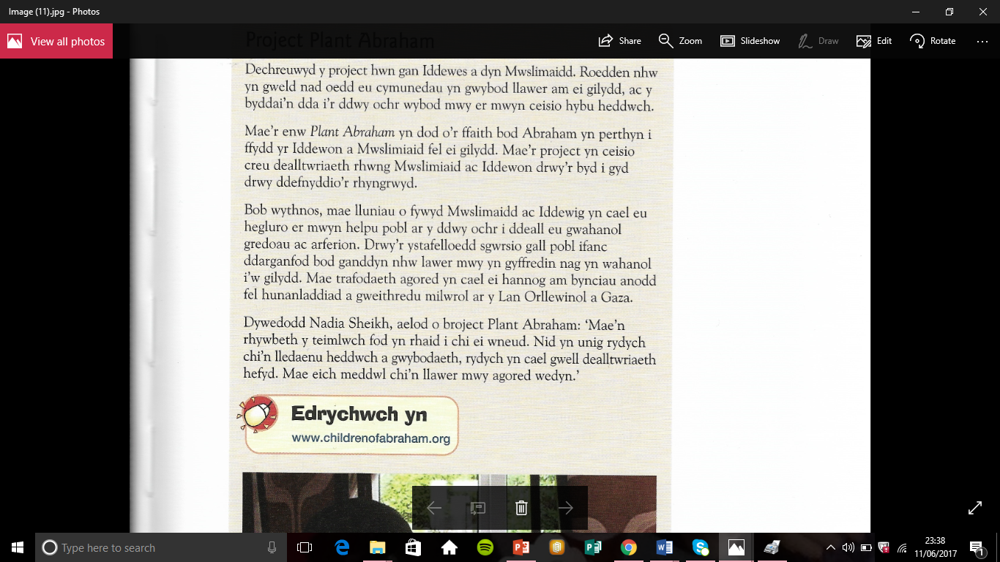 Image (11).jpg - Photos
View all photos
Share
Zoom
Slideshow
Draw
Edit
Rotate
Project Plant Abraham
Dechreuwyd y project hwn gan Iddewes a dyn Mwslimaidd. Roedden nhw
yn gweld nad oedd eu cymunedau yn gwybod llawer am ei gilydd, ac y
byddai'n dda i'r ddwy ochr wybod mwy er mwyn ceisio hybu heddwch.
Mae'r enw Plant Abraham yn dod o'r ffaith bod Abraham yn perthyn i
ffydd yr Iddewon a Mwslimiaid fel ei gilydd. Mae'r project yn ceisio
creu dealltwriaeth rhwng Mwslimiaid ac Iddewon drwy'r byd i gyd
drwy ddefnyddio'r rhyngrwyd.
Bob wythnos, mae lluniau o fywyd Mwslimaidd ac Iddewig yn cael eu
hegluro er mwyn helpu pobl ar y ddwy ochr i ddeall eu gwahanol
gredoau ac arferion. Drwy'r ystafelloedd sgwrsio gall pobl ifanc
ddarganfod bod ganddyn nhw lawer mwy yn gyffredin nag yn wahanol
i'w gilydd. Mae trafodaeth agored yn cael ei hannog am bynciau anodd
fel hunanladdiad a gweithredu milwrol ar y Lan Orllewinol a Gaza.
Dywedodd Nadia Sheikh, aelod o broject Plant Abraham: 'Mae'n
rhywbeth y teimlwch fod yn rhaid i chi ei wneud. Nid yn unig rydych
chi'n lledaenu heddwch a gwybodaeth, rydych yn cael gwell dealltwriaeth
hefyd. Mae eich meddwl chi'n llawer mwy agored wedyn.'
Edrychwch yn
www.childrenofabraham.org
Type here to search
23:38
11/06/2017
1